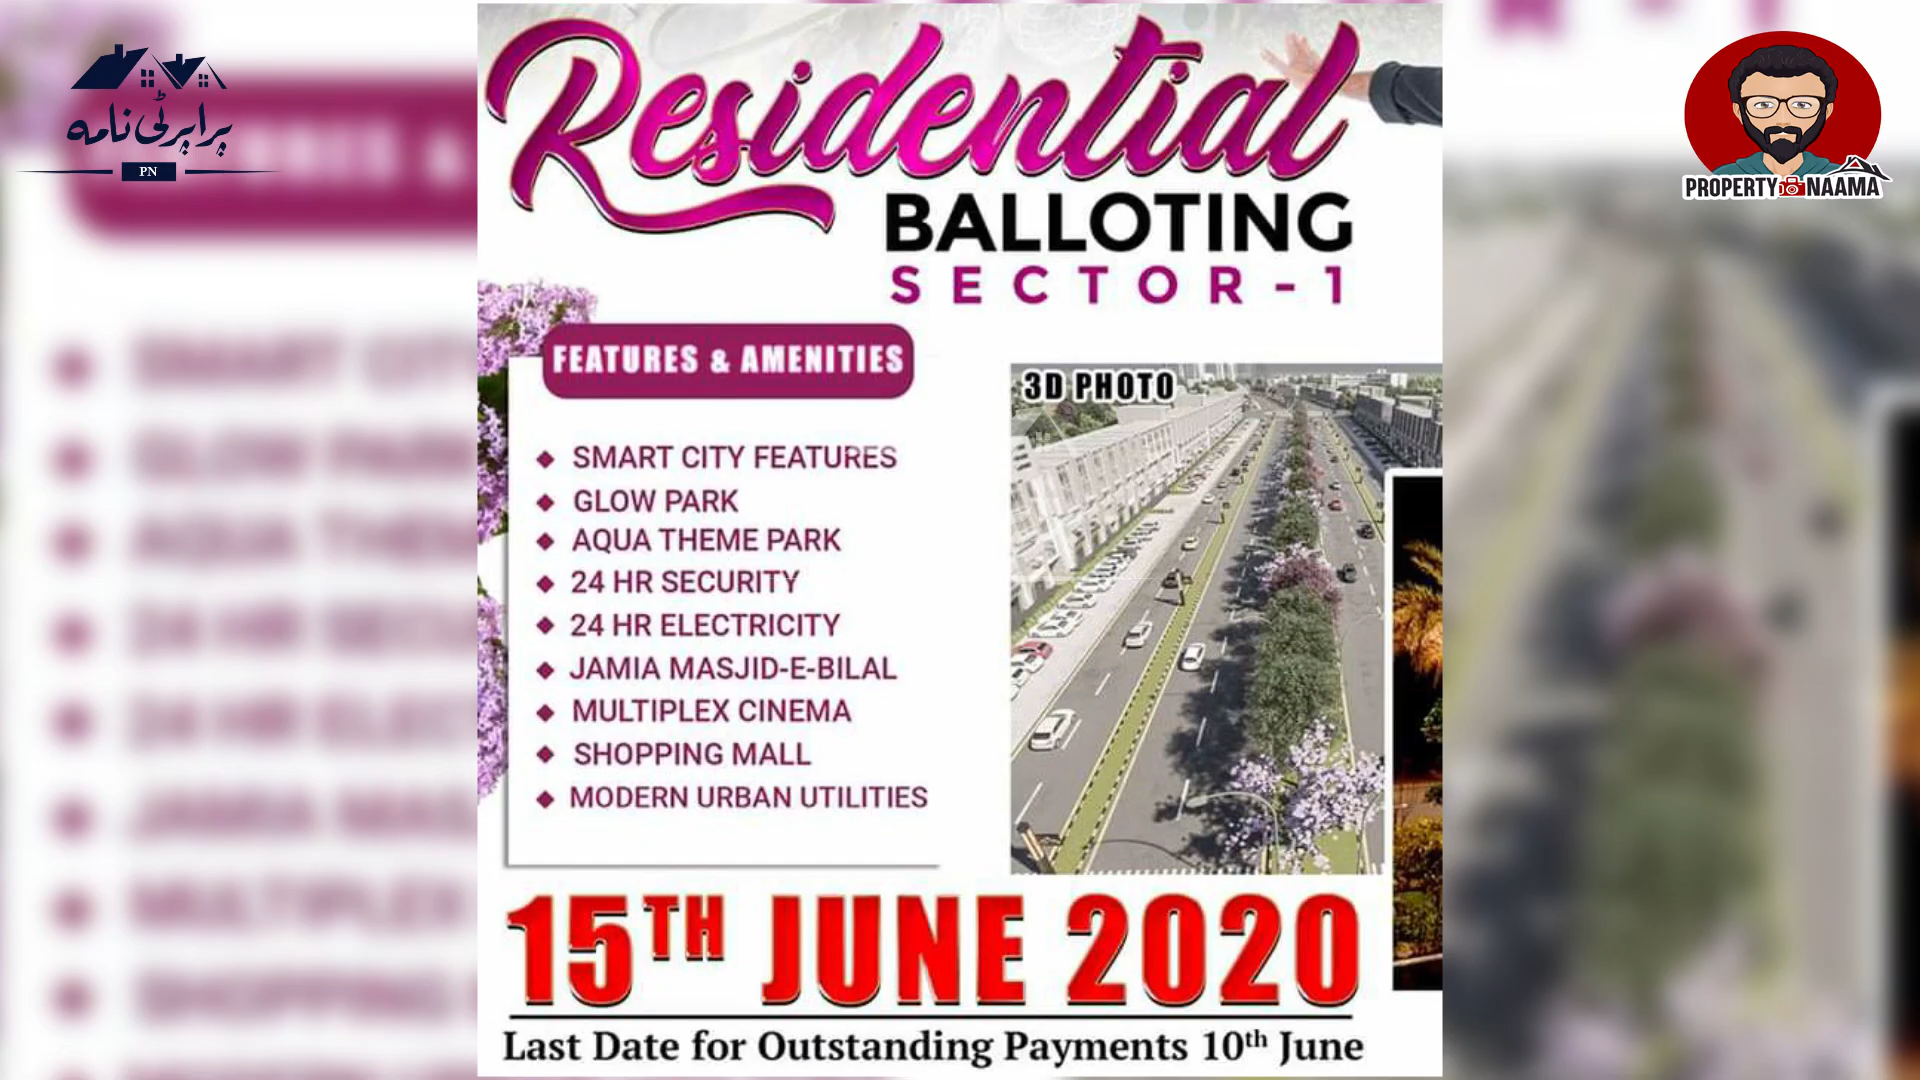 پراپرٹی نامہ
PN
PROPERTY NAAMA
Residential
BALLOTING
SECTOR-1
FEATURES & AMENITIES
SMART CITY FEATURES
GLOW PARK
AQUA THEME PARK
24 HR SECURITY
24 HR ELECTRICITY
JAMIA MASJID-E-BILAL
MULTIPLEX CINEMA
SHOPPING MALL
MODERN URBAN UTILITIES
3D PHOTO
15TH JUNE 2020
Last Date for Outstanding Payments 10th June